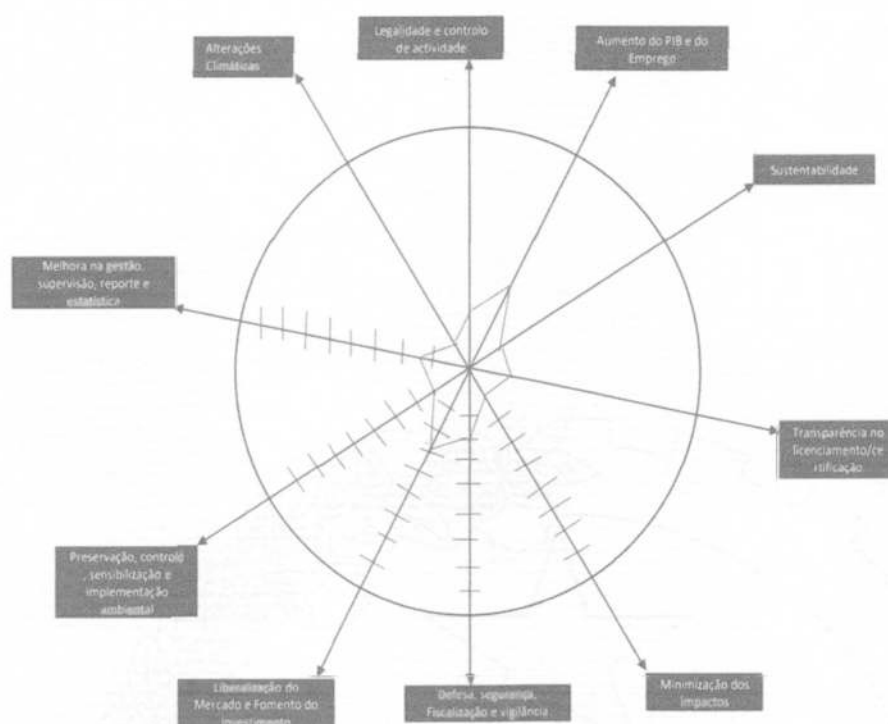 Legalidade e controlo
de actividade
Aumento do PIB e do
Emprego
Alterações
Climáticas
Sustentabilidade
Melhora na gestão,
supervisão, reporte e
estatística
Transparência no
licenciamento/ce
rtificação
Preservação, controle
, sensibilização e
implementação
ambiental
Liberalização do
Mercado e Fomento do
Investimento
Defesa, segurança,
Fiscalização e vigilância
Minimização dos
impactos